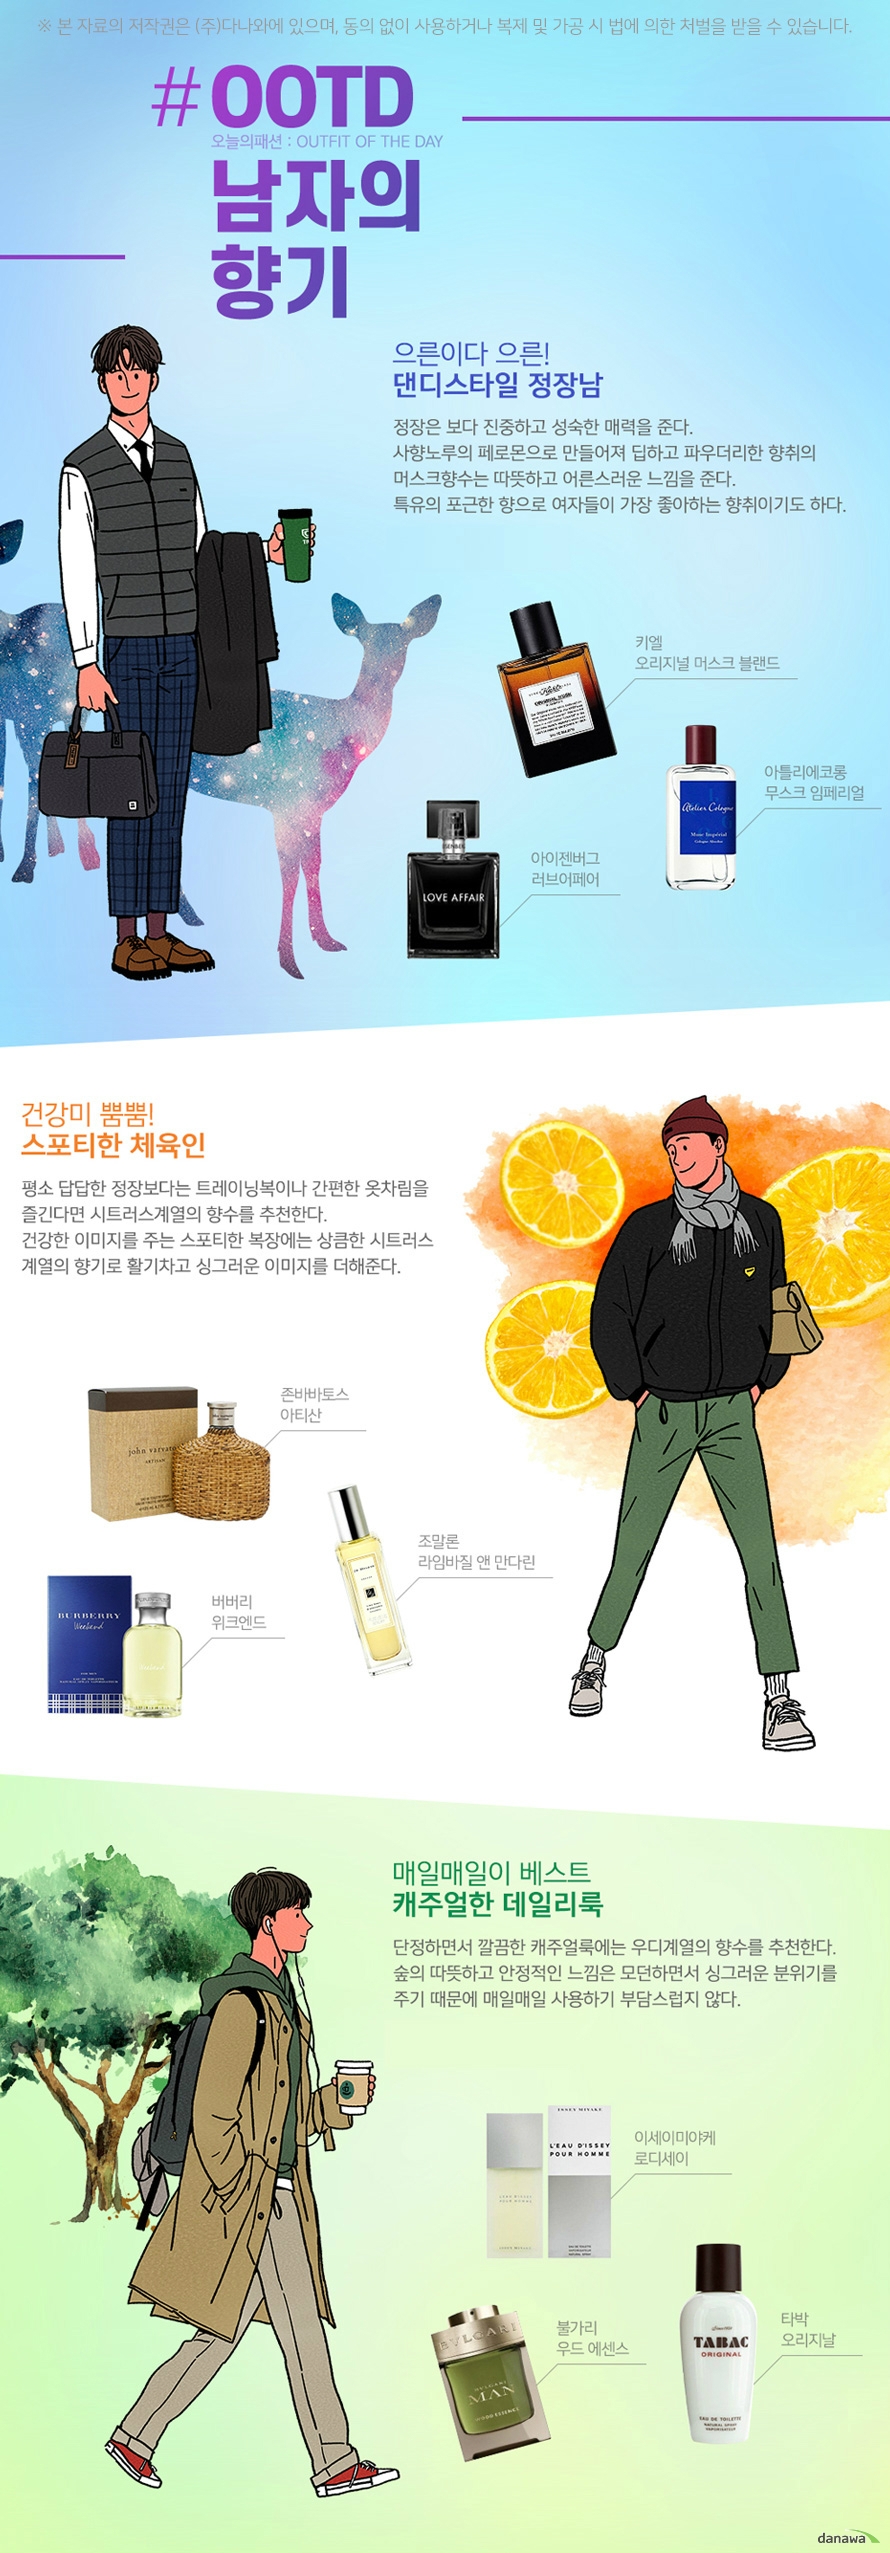 ※ 본 자료의 저작권은 (주)다나와에 있으며, 동의 없이 사용하거나 복제 및 가공 시 법에 의한 처벌을 받을 수 있습니다.
#OOTD
오늘의패션 : OUTFIT OF THE DAY
남자의
향기
으른이다 으른!
댄디스타일 정장남
정장은 보다 진중하고 성숙한 매력을 준다.
사향노루의 페로몬으로 만들어져 딥하고 파우더리한 향취의
머스크향수는 따뜻하고 어른스러운 느낌을 준다.
특유의 포근한 향으로 여자들이 가장 좋아하는 향취이기도 하다.
키엘
오리지널 머스크 블랜드
Kiehl's
ORIGINAL MUSK
아틀리에코롱
무스크 임페리얼
Atelier Cologne
Musc Impérial
아이젠버그
러브어페어
LOVE AFFAIR
건강미 뿜뿜!
스포티한 체육인
평소 답답한 정장보다는 트레이닝복이나 간편한 옷차림을
즐긴다면 시트러스계열의 향수를 추천한다.
건강한 이미지를 주는 스포티한 복장에는 상큼한 시트러스
계열의 향기로 활기차고 싱그러운 이미지를 더해준다.
존바바토스
아티산
john varvatos
ARTISAN
조말론
라임바질 앤 만다린
버버리
위크엔드
BURBERRY
Weekend
매일매일이 베스트
캐주얼한 데일리룩
단정하면서 깔끔한 캐주얼룩에는 우디계열의 향수를 추천한다.
숲의 따뜻하고 안정적인 느낌은 모던하면서 싱그러운 분위기를
주기 때문에 매일매일 사용하기 부담스럽지 않다.
이세이미야케
로디세이
ISSEY MIYAKE
L'EAU D'ISSEY
POUR HOMME
불가리
우드 에센스
BVLGARI
BVLGARI
MAN
WOOD ESSENCE
타박
오리지날
TABAC
ORIGINAL
EAU DE TOILETTE
NATURAL SPRAY
VAPORISATEUR
danawa